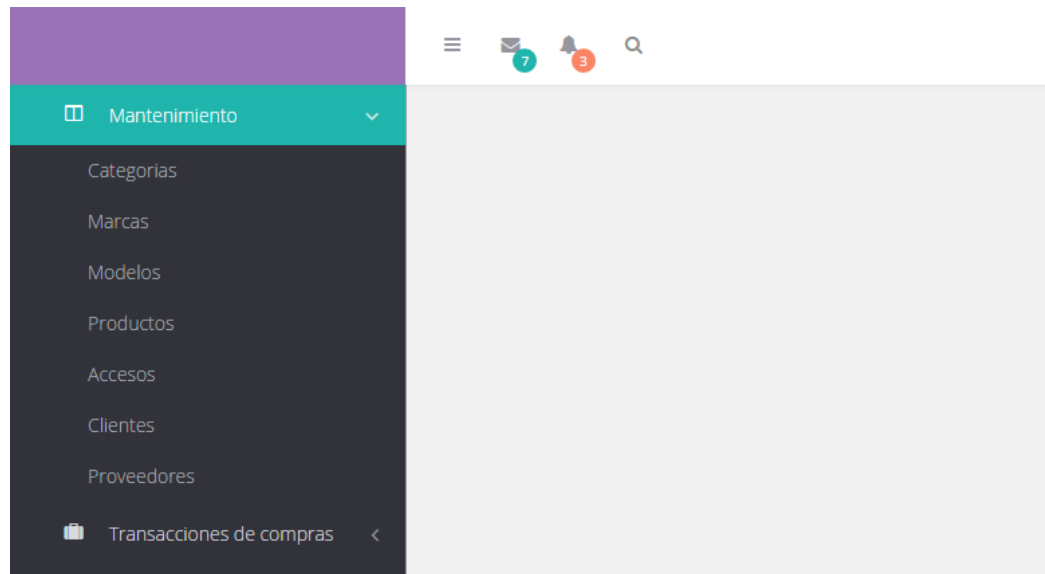 7
3
Mantenimiento
Categorias
Marcas
Modelos
Productos
Accesos
Clientes
Proveedores
Transacciones de compras